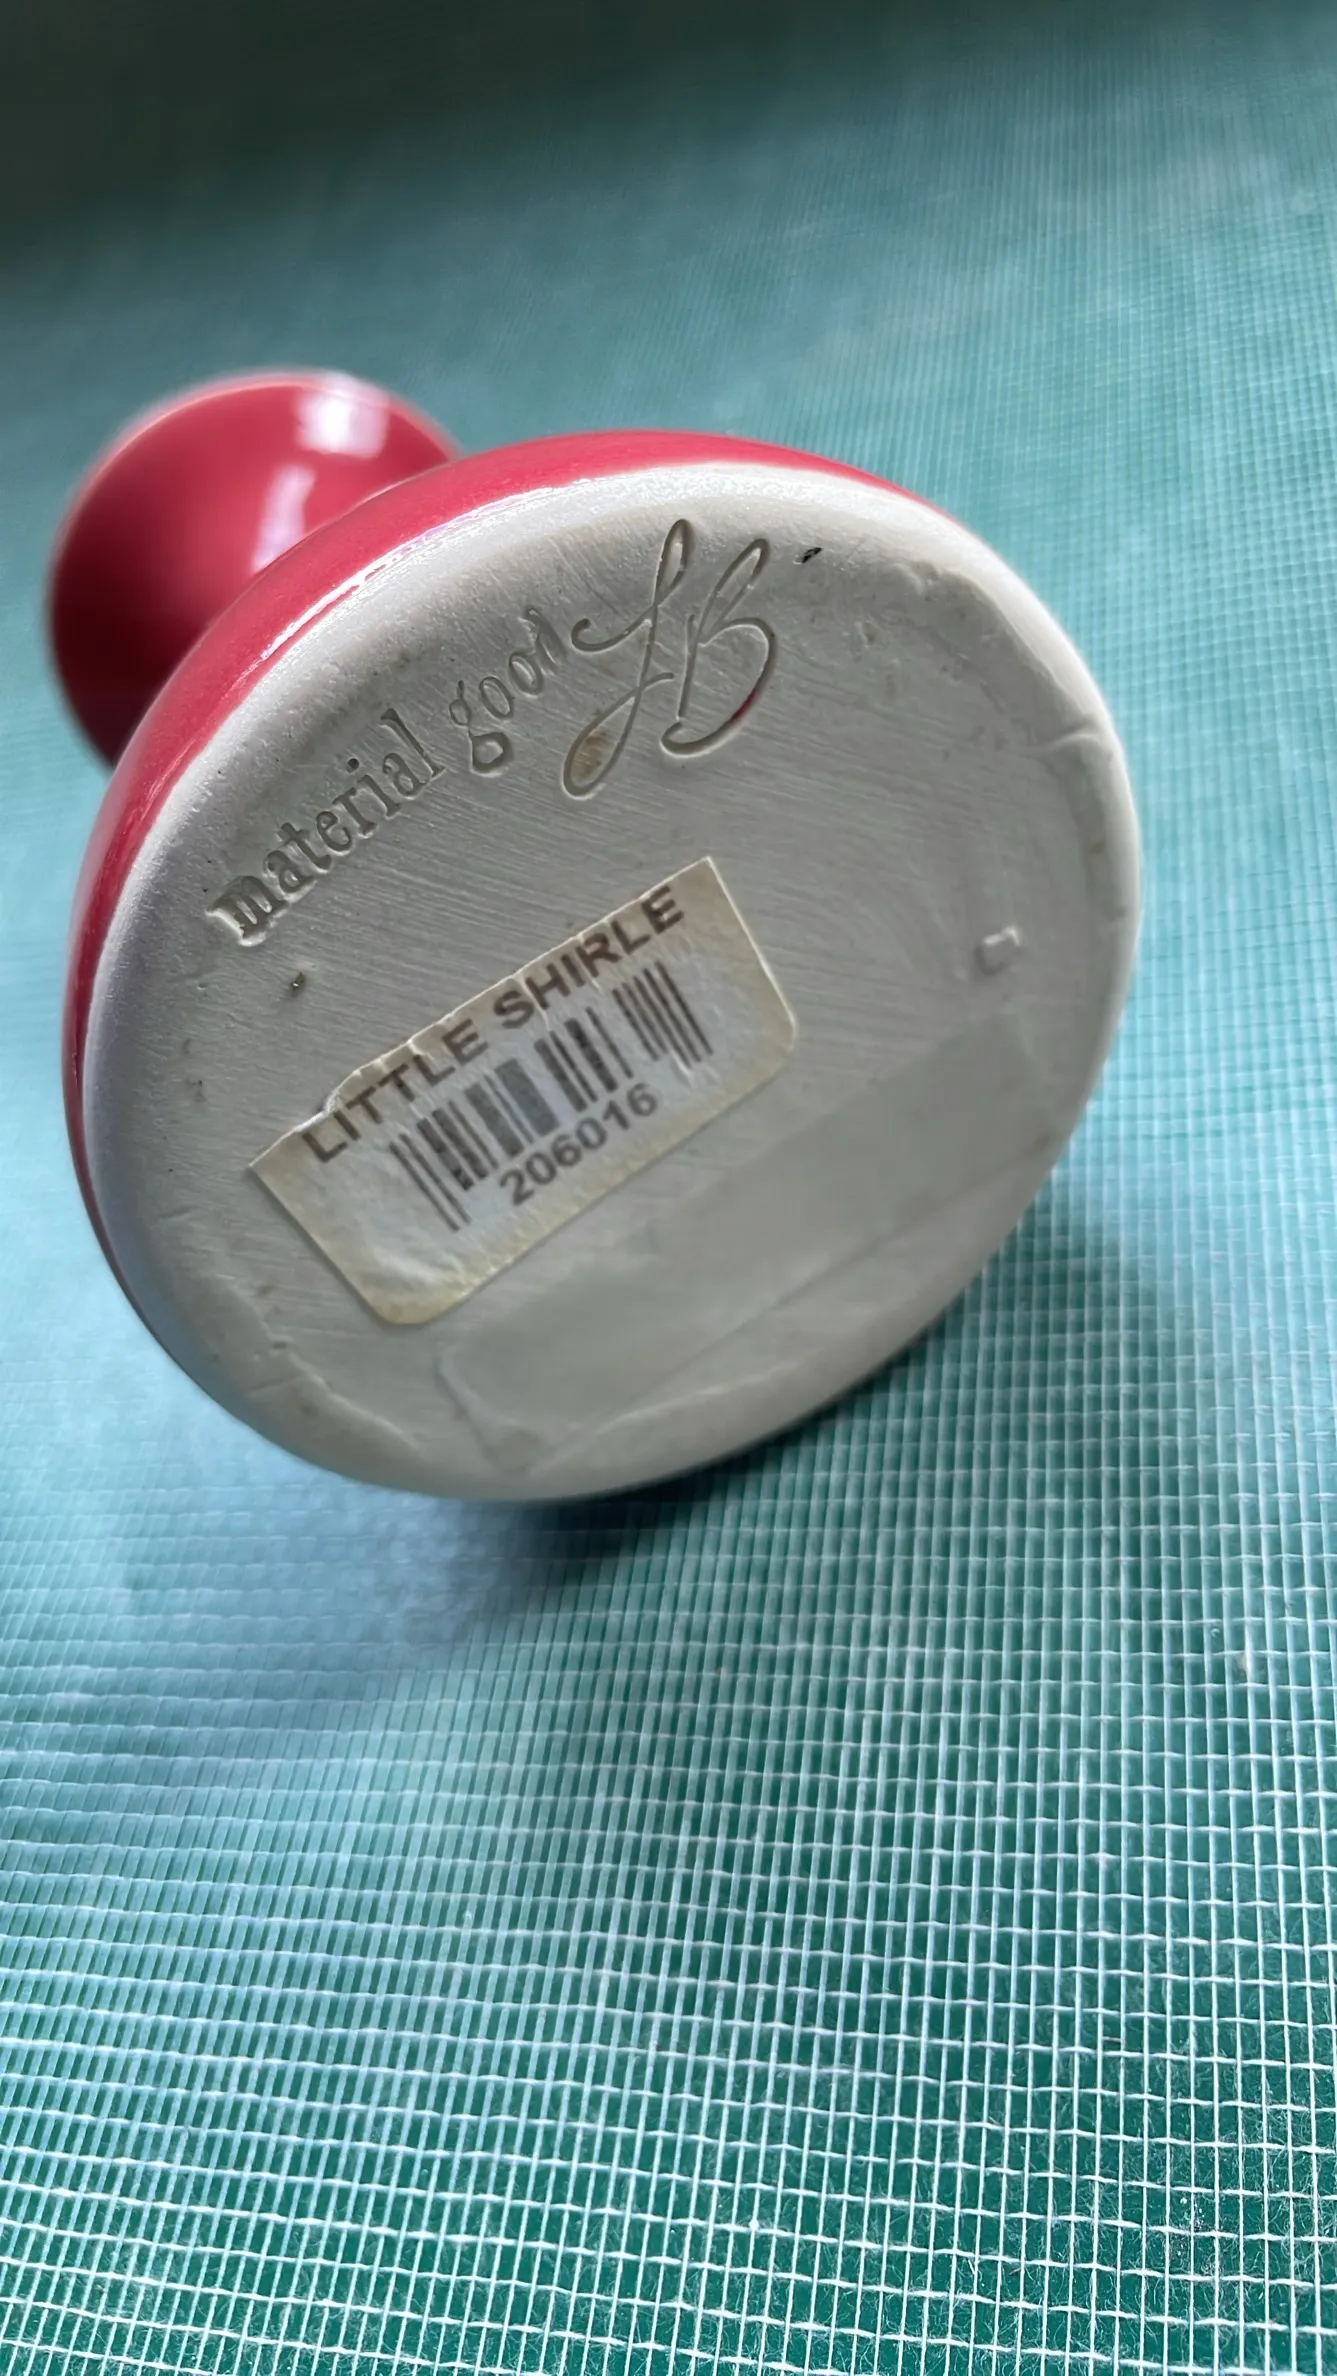 material good
LB
LITTLE SHIRLE
206016